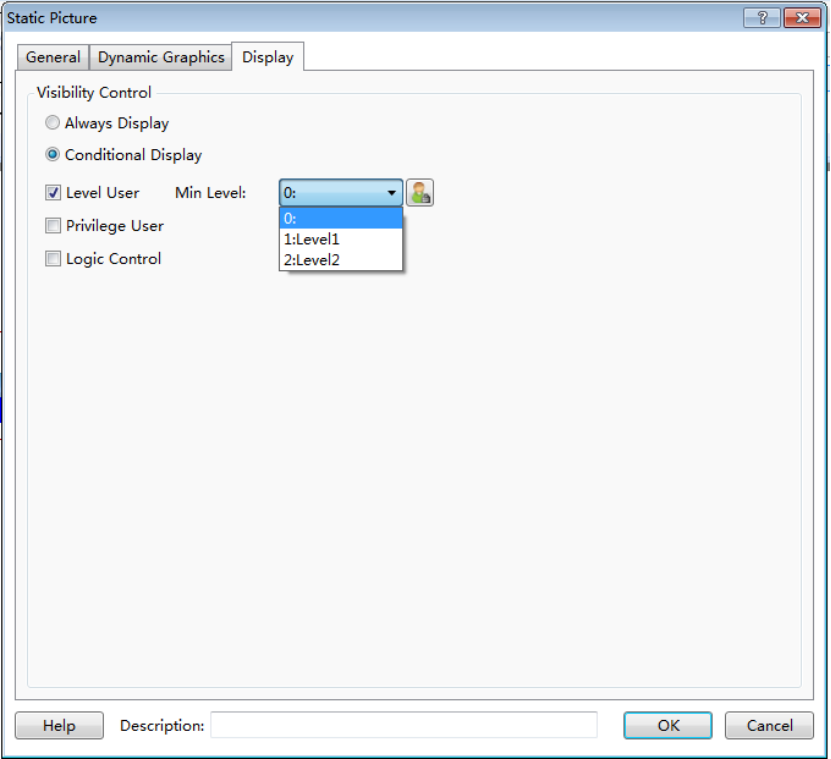 Static Picture
General Dynamic Graphics Display
Visibility Control
Always Display
Conditional Display
Level User Min Level: 0:
0:
Privilege User
1:Level1
Logic Control
2:Level2
Help Description: OK Cancel